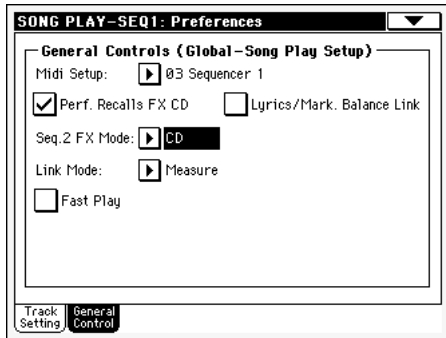 SONG PLAY-SEQ1: Preferences
General Controls (Global-Song Play Setup)
Midi Setup: 03 Sequencer 1
Perf. Recalls FX CD Lyrics/Mark. Balance Link
Seq.2 FX Mode: CD
Link Mode: Measure
Fast Play
Track Setting General Control